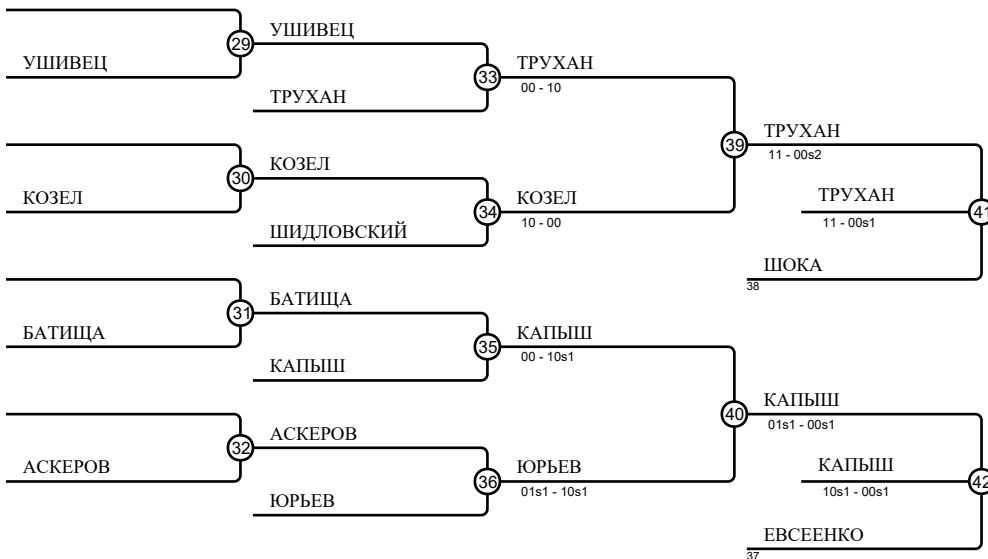 УШИВЕЦ
29
УШИВЕЦ
33
ТРУХАН
ТРУХАН
00 - 10
39
ТРУХАН
11 - 00s2
КОЗЕЛ
30
КОЗЕЛ
34
ШИДЛОВСКИЙ
КОЗЕЛ
10 - 00
ТРУХАН
11 - 00s1
41
ШОКА
38
БАТИЩА
31
БАТИЩА
35
КАПЫШ
КАПЫШ
00 - 10s1
40
КАПЫШ
01s1 - 00s1
АСКЕРОВ
32
АСКЕРОВ
36
ЮРЬЕВ
ЮРЬЕВ
01s1 - 10s1
КАПЫШ
10s1 - 00s1
42
ЕВСЕЕНКО
37